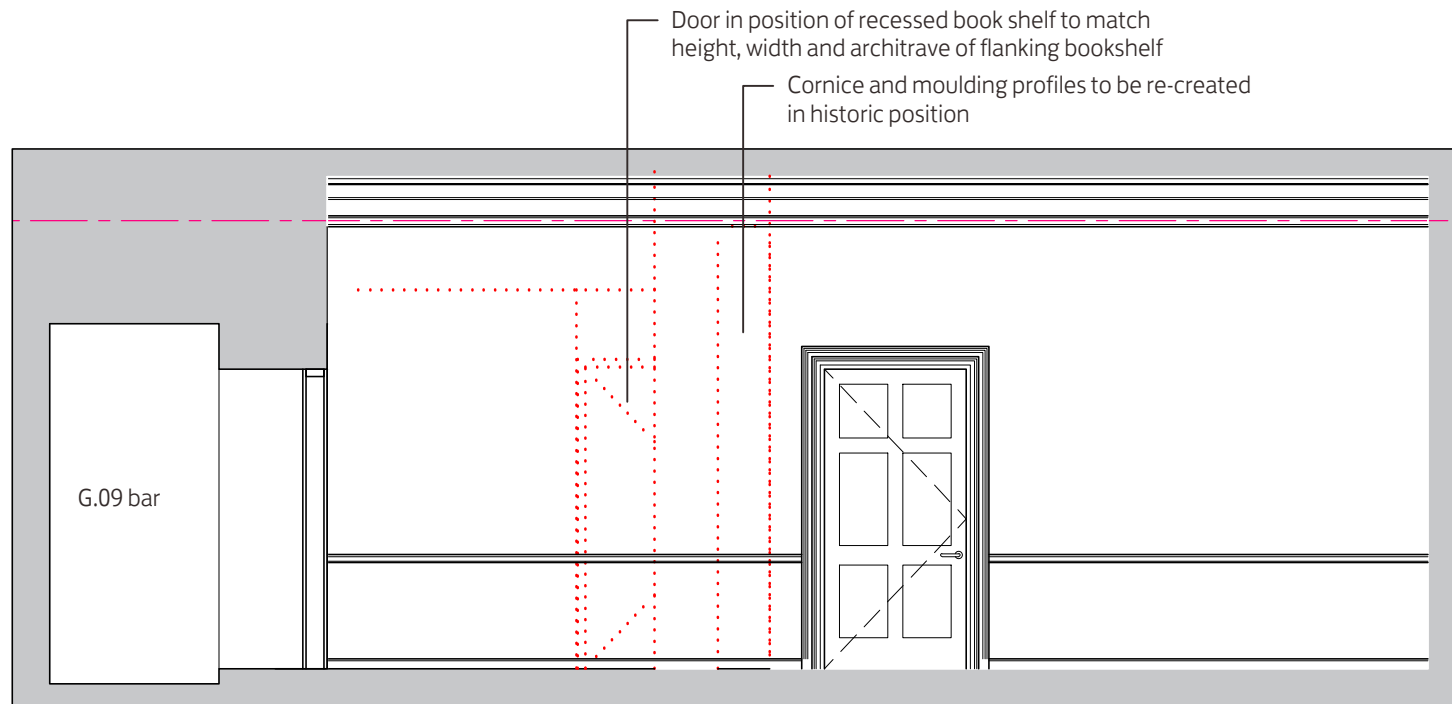 Door in position of recessed book shelf to match
height, width and architrave of flanking bookshelf
Cornice and moulding profiles to be re-created
in historic position
G.09 bar